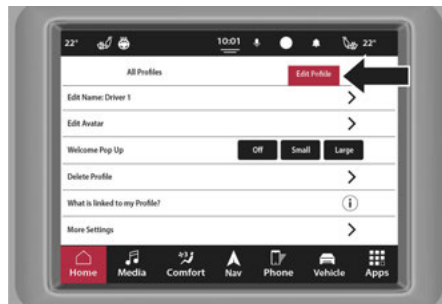 22° 10:01 22°
All Profiles Edit Profile
Edit Name: Driver 1
Edit Avatar
Welcome Pop Up Off Small Large
Delete Profile
What is linked to my Profile?
More Settings
Home Media Comfort Nav Phone Vehicle Apps